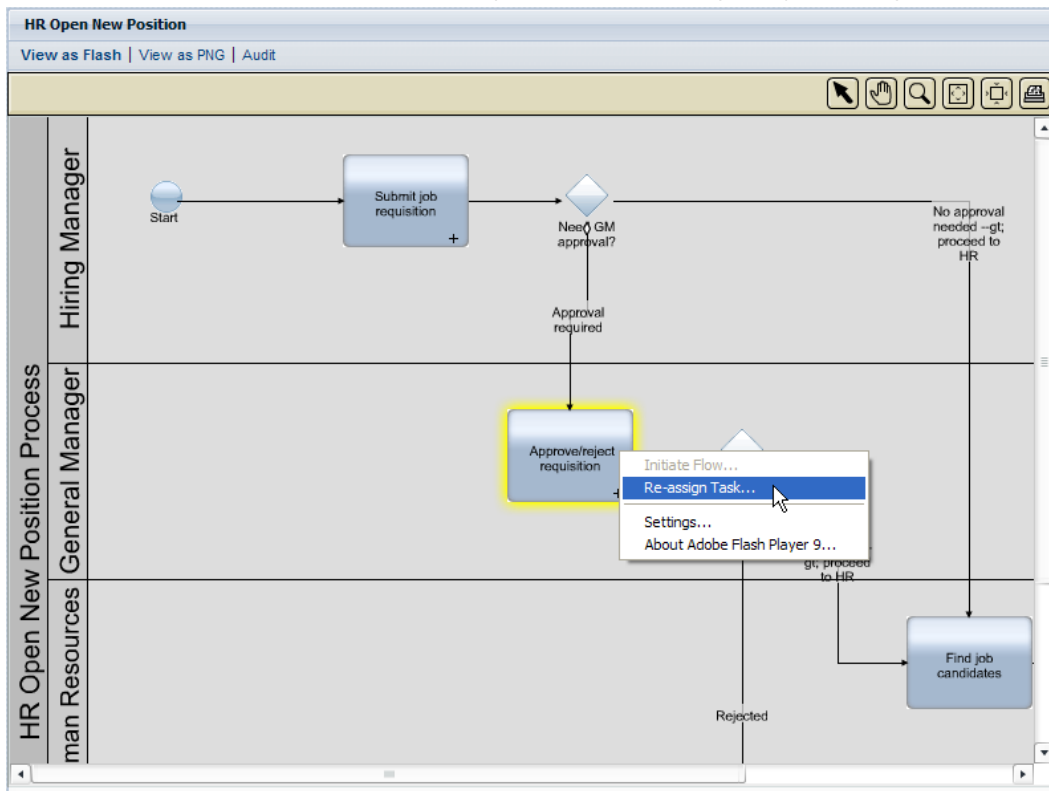 HR Open New Position
View as Flash | View as PNG | Audit
HR Open New Position Process
Hiring Manager
Start
Submit job
requisition
+
Need GM
approval?
No approval
needed --gt;
proceed to
HR
Approval
required
General Manager
Approve/reject
requisition
Initiate Flow...
Re-assign Task...
Settings...
About Adobe Flash Player 9...
gt; proceed
to HR
man Resources
Find job
candidates
Rejected